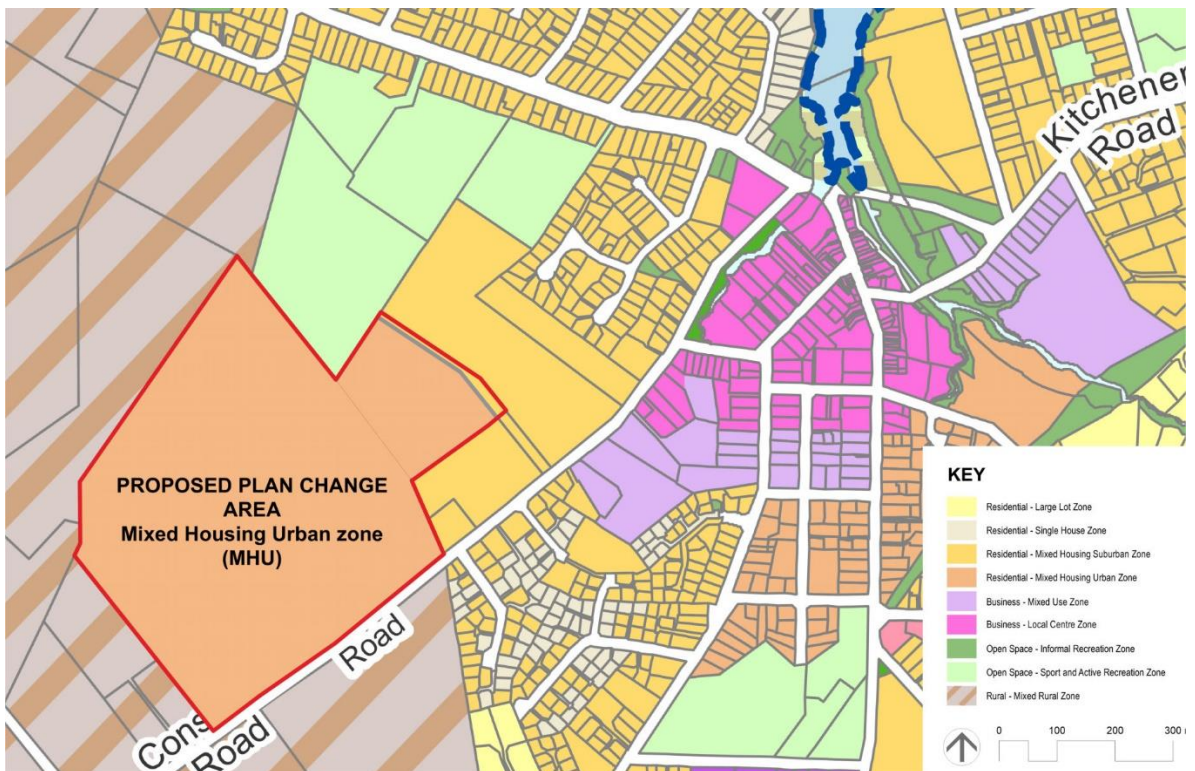 Kitchener
Road
PROPOSED PLAN CHANGE
AREA
Mixed Housing Urban zone
(MHU)
Road
Cons
Road
KEY
Residential - Large Lot Zone
Residential - Single House Zone
Residential - Mixed Housing Suburban Zone
Residential - Mixed Housing Urban Zone
Business - Mixed Use Zone
Business - Local Centre Zone
Open Space - Informal Recreation Zone
Open Space - Sport and Active Recreation Zone
Rural - Mixed Rural Zone
0 100 200 300